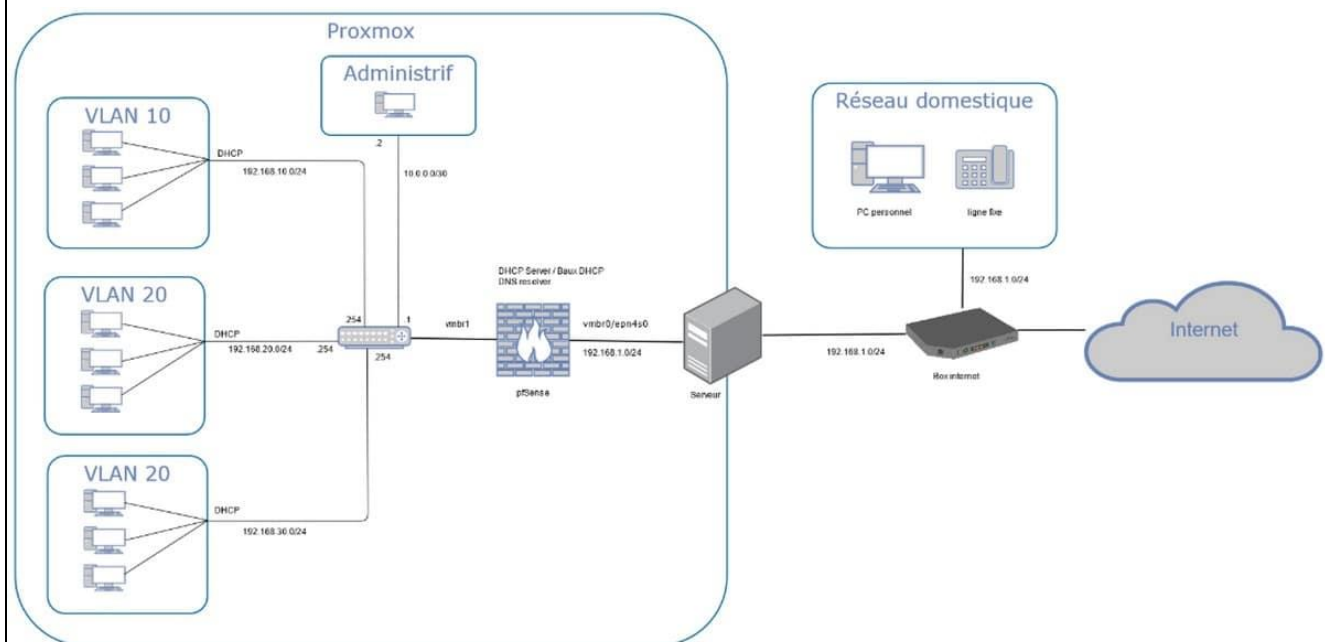 Proxmox
Administrif
VLAN 10
DHCP
192.168.10.0/24
.2
10.0.0.0/30
Réseau domestique
PC personnel
ligne fixe
192.168.1.0/24
VLAN 20
DHCP
192.168.20.0/24
.254
.254
.254
.1
vmbr1
DHCP Server / Baux DHCP
DNS resolver
pfSense
vmbr0/epn4s0
192.168.1.0/24
Serveur
192.168.1.0/24
Box internet
Internet
VLAN 20
DHCP
192.168.30.0/24